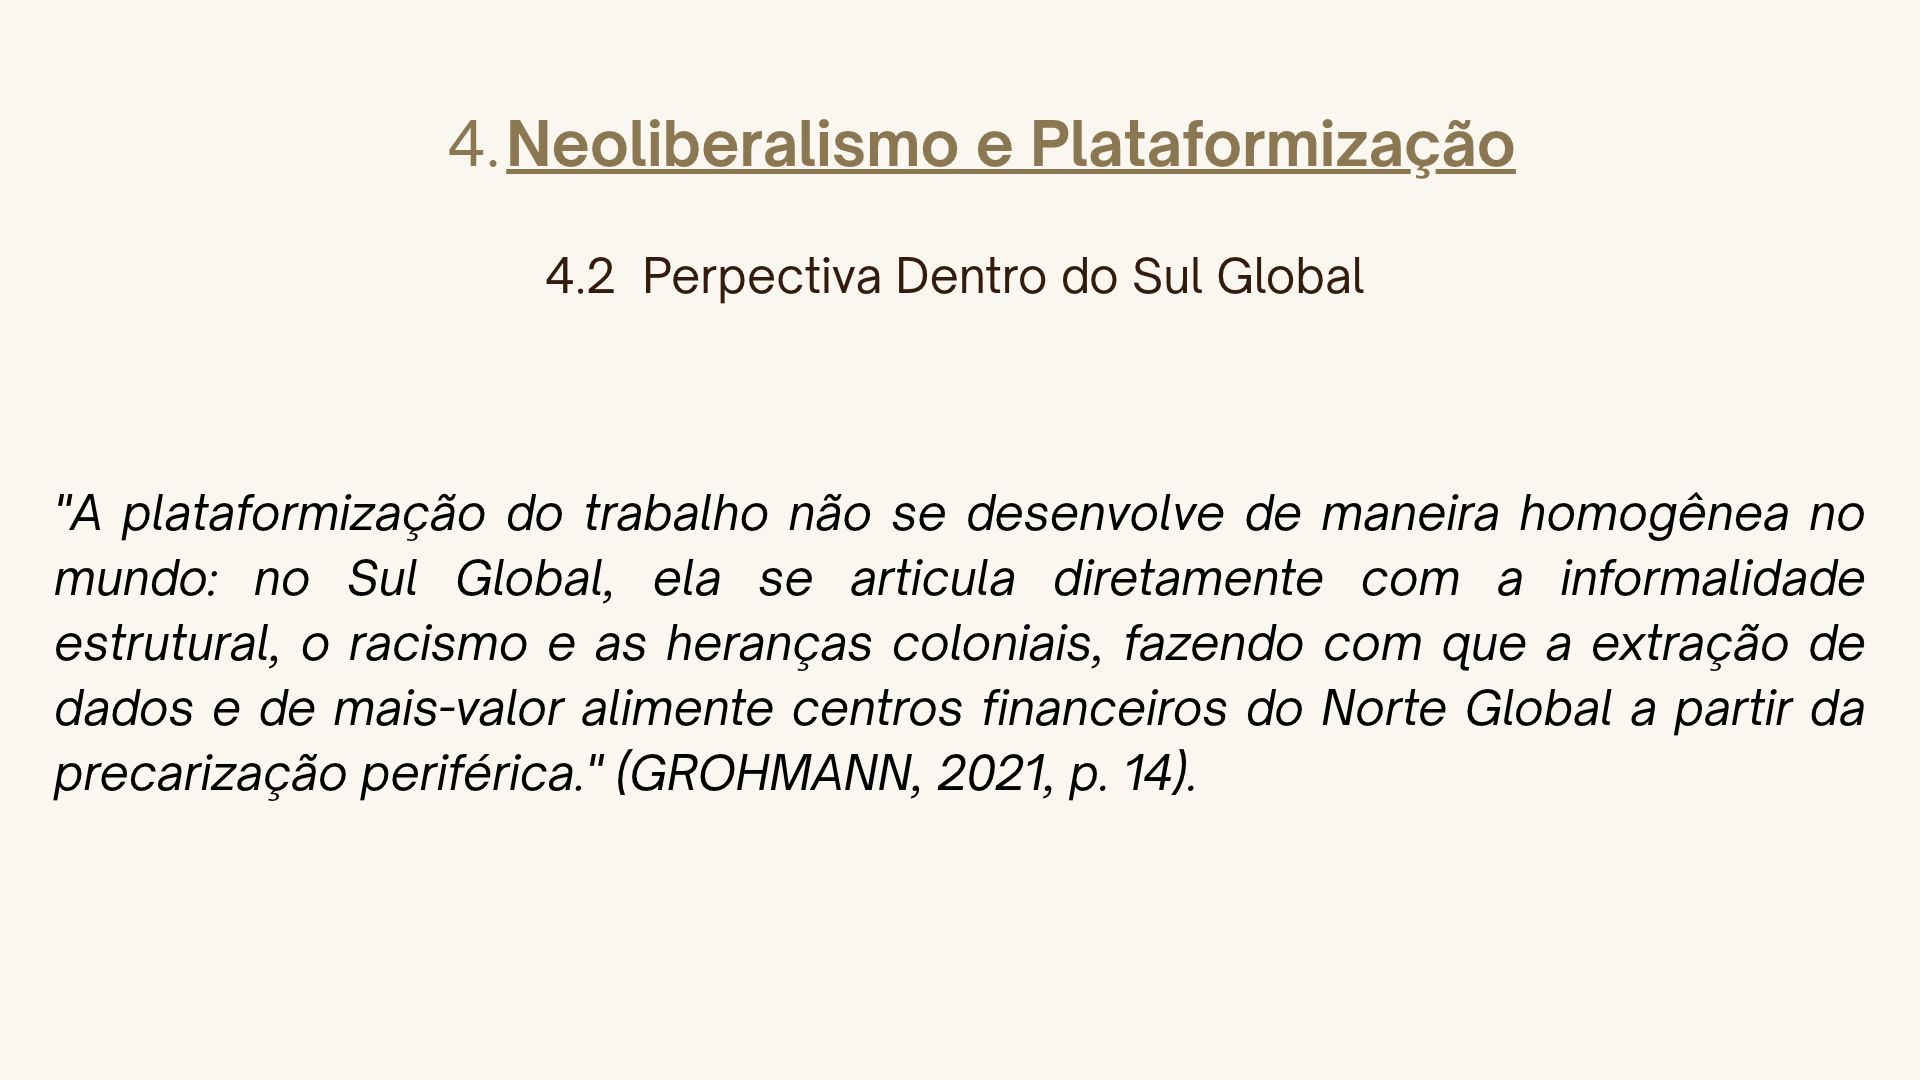 4. Neoliberalismo e Plataformização
4.2 Perpectiva Dentro do Sul Global
"A plataformização do trabalho não se desenvolve de maneira homogênea no
mundo: no Sul Global, ela se articula diretamente com a informalidade
estrutural, o racismo e as heranças coloniais, fazendo com que a extração de
dados e de mais-valor alimente centros financeiros do Norte Global a partir da
precarização periférica." (GROHMANN, 2021, p. 14).